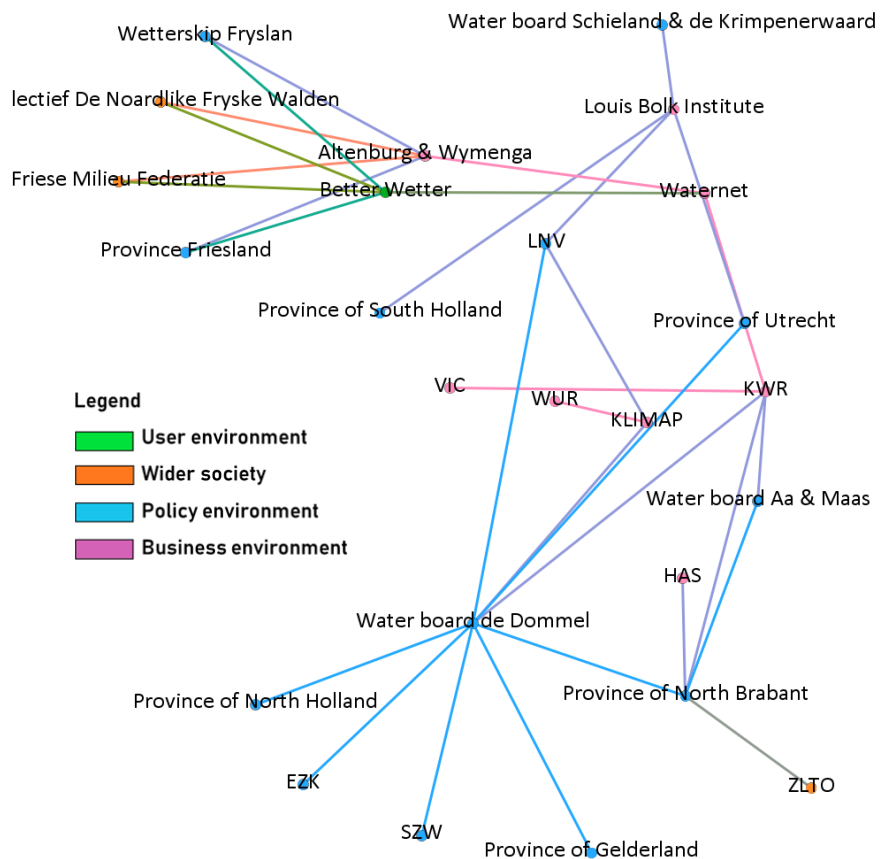 Wetterskip Fryslan
Water board Schieland & de Krimpenerwaard
lectief De Noardlike Fryske Walden
Louis Bolk Institute
Altenburg & Wymenga
Friese Milieu Federatie
Better Wetter
Waternet
Province Friesland
LNV
Province of South Holland
Province of Utrecht
VIC
KWR
WUR
KLIMAP
Legend
User environment
Wider society
Policy environment
Business environment
Water board Aa & Maas
HAS
Water board de Dommel
Province of North Holland
Province of North Brabant
EZK
ZLTO
SZW
Province of Gelderland